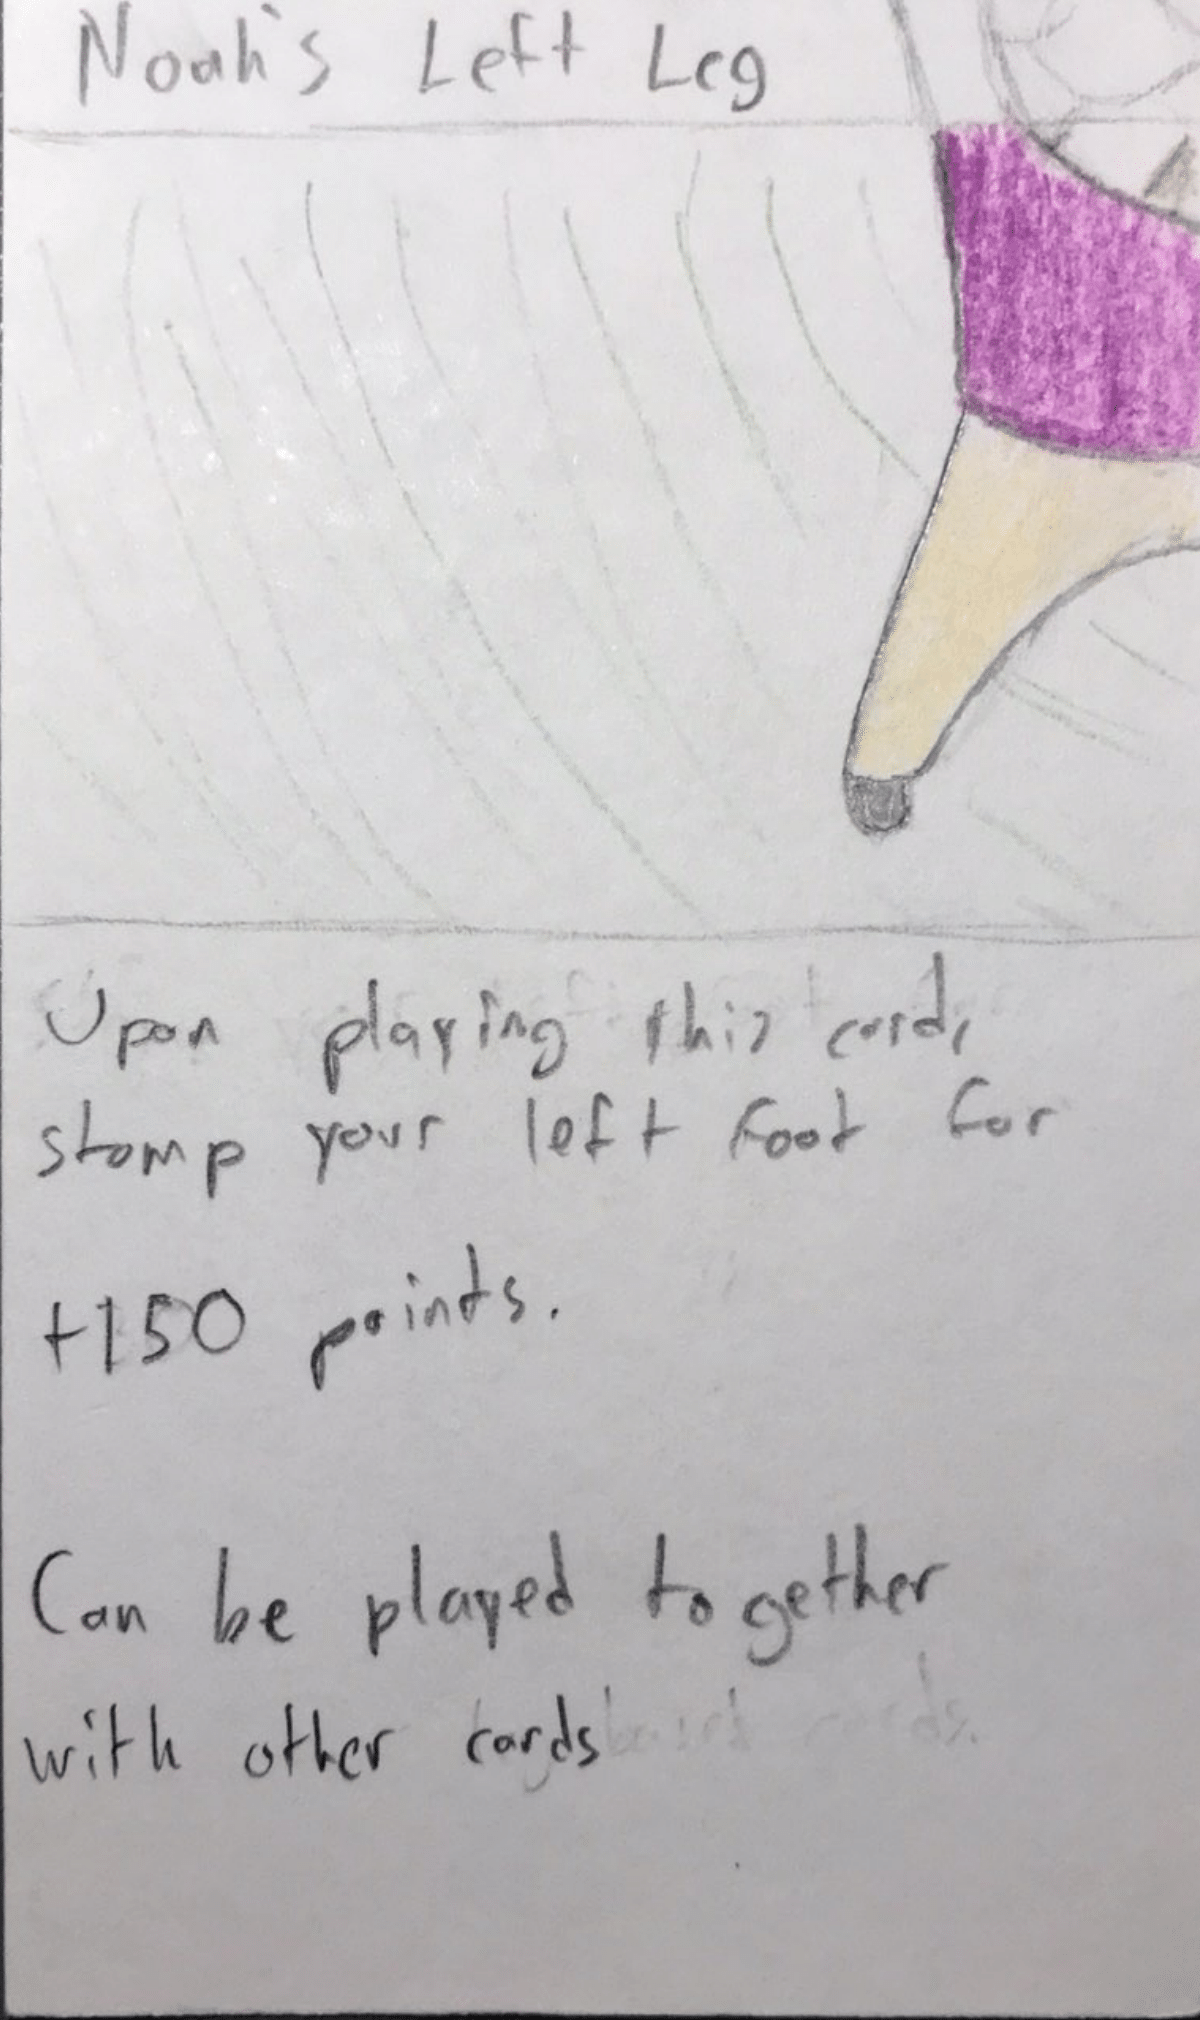 Noah's Left Leg
Upon playing this card,
stomp your left foot for
+150 points.
Can be played together
with other cards